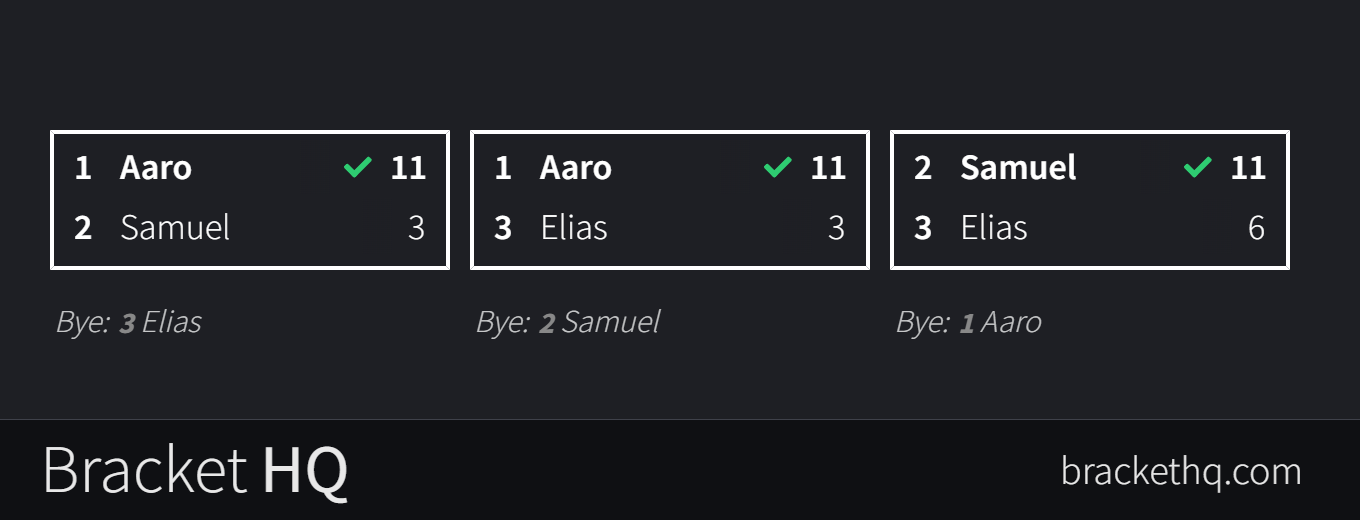 1 Aaro 11
2 Samuel 3
Bye: 3 Elias
1 Aaro 11
3 Elias 3
Bye: 2 Samuel
2 Samuel 11
3 Elias 6
Bye: 1 Aaro
Bracket HQ
brackethq.com